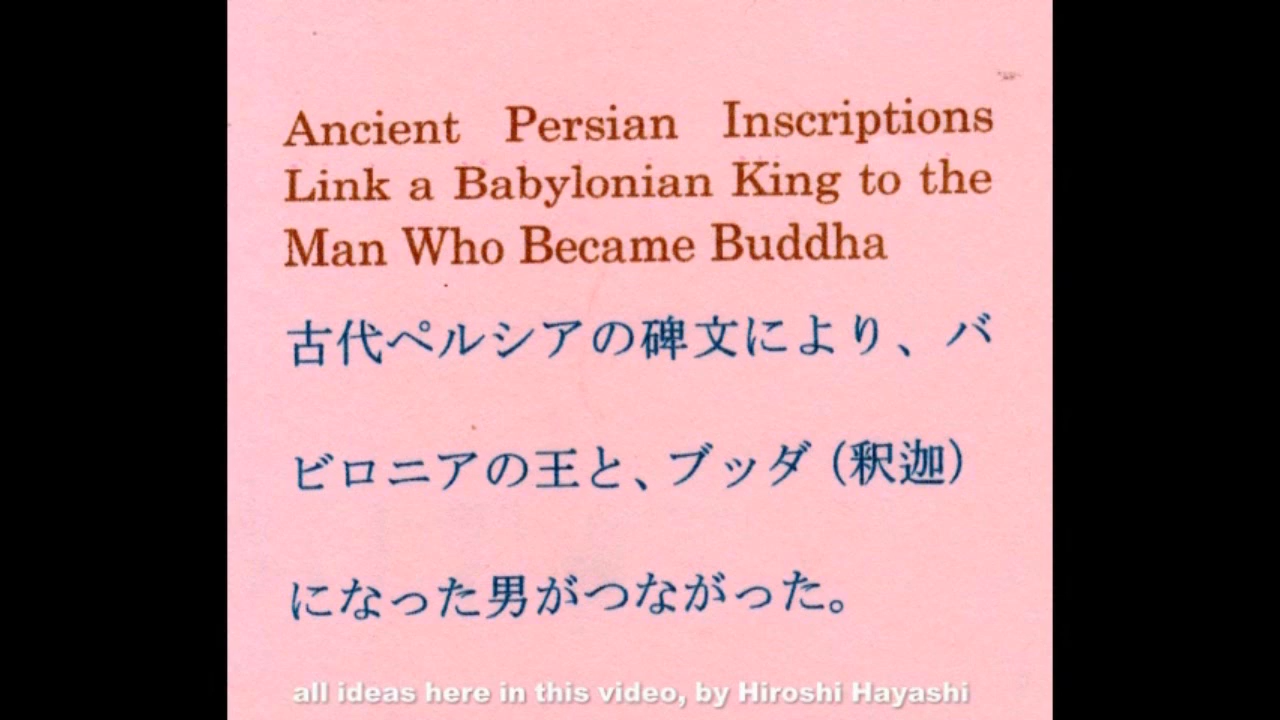 Ancient Persian Inscriptions
Link a Babylonian King to the
Man Who Became Buddha
古代ペルシアの碑文により、バ
ビロニアの王と、ブッダ（釈迦）
になった男がつながった。
all ideas here in this video, by Hiroshi Hayashi